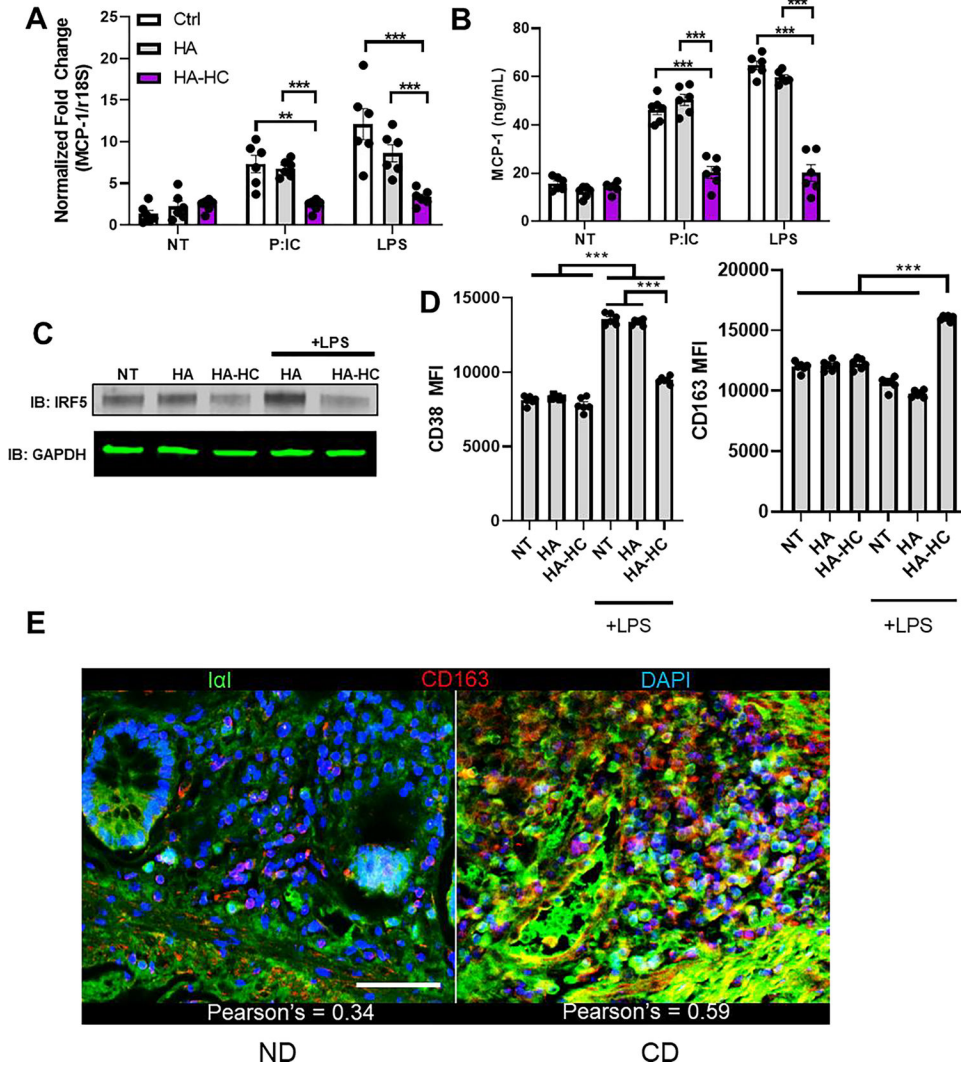 A
Normalized Fold Change
(MCP-1/r18S)
25
20
15
10
5
0
Ctrl
HA
HA-HC
***
**
***
***
NT
P:IC
LPS
B
MCP-1 (ng/mL)
80
60
40
20
0
***
***
***
***
NT
P:IC
LPS
C
+LPS
NT HA HA-HC HA HA-HC
IB: IRF5
IB: GAPDH
D
CD38 MFI
15000
10000
5000
0
***
***
NT
HA
HA-HC
NT
HA
HA-HC
+LPS
CD163 MFI
20000
15000
10000
5000
0
***
NT
HA
HA-HC
NT
HA
HA-HC
+LPS
E
IαI CD163 DAPI
Pearson's = 0.34 Pearson's = 0.59
ND CD